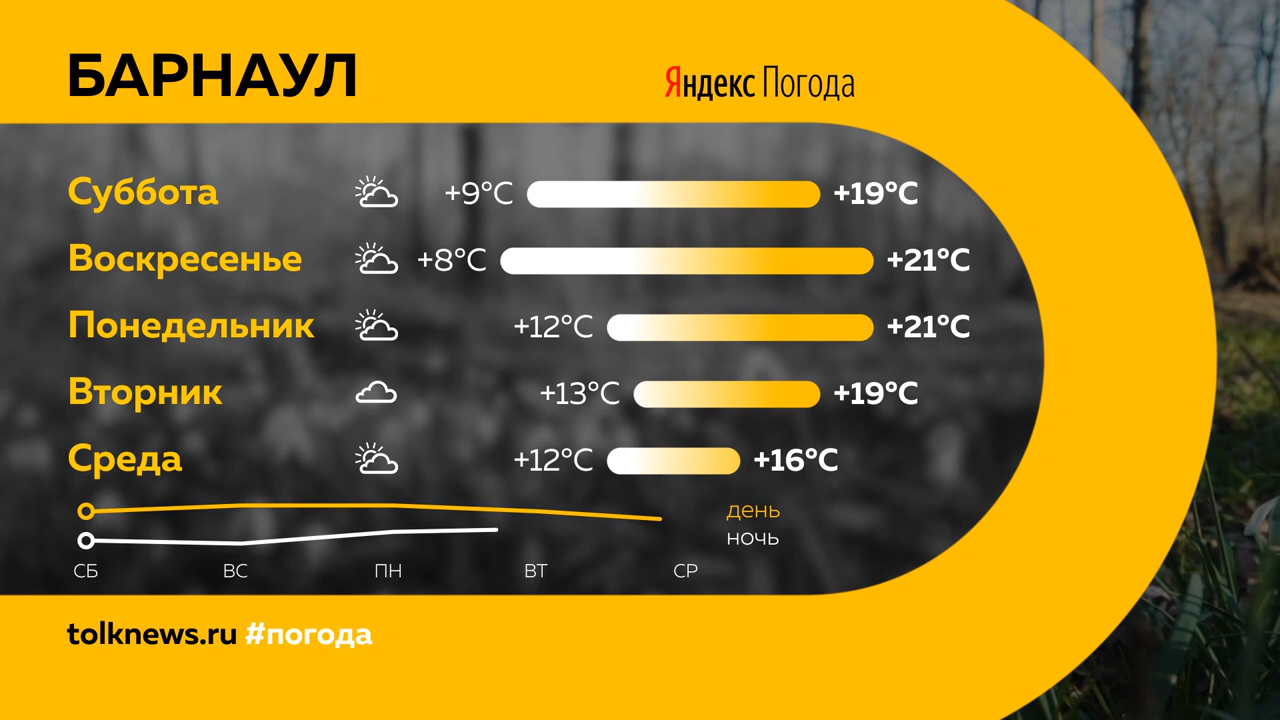 БАРНАУЛ
Яндекс Погода
Суббота +9°C +19°C
Воскресенье +8°C +21°C
Понедельник +12°C +21°C
Вторник +13°C +19°C
Среда +12°C +16°C
день
ночь
СБ ВС ПН ВТ СР
tolknews.ru #погода